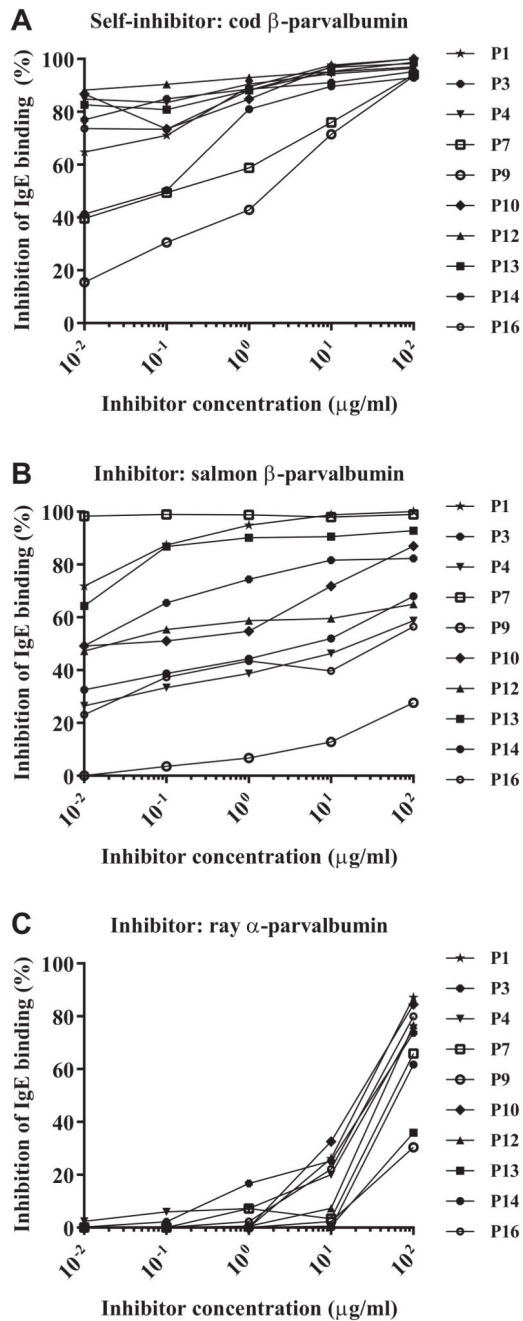 A
Self-inhibitor: cod β-parvalbumin
Inhibition of IgE binding (%)
100
80
60
40
20
0
10⁻²
10⁻¹
10⁰
10¹
10²
Inhibitor concentration (μg/ml)
P1
P3
P4
P7
P9
P10
P12
P13
P14
P16
B
Inhibitor: salmon β-parvalbumin
Inhibition of IgE binding (%)
100
80
60
40
20
0
10⁻²
10⁻¹
10⁰
10¹
10²
Inhibitor concentration (μg/ml)
P1
P3
P4
P7
P9
P10
P12
P13
P14
P16
C
Inhibitor: ray α-parvalbumin
Inhibition of IgE binding (%)
100
80
60
40
20
0
10⁻²
10⁻¹
10⁰
10¹
10²
Inhibitor concentration (μg/ml)
P1
P3
P4
P7
P9
P10
P12
P13
P14
P16